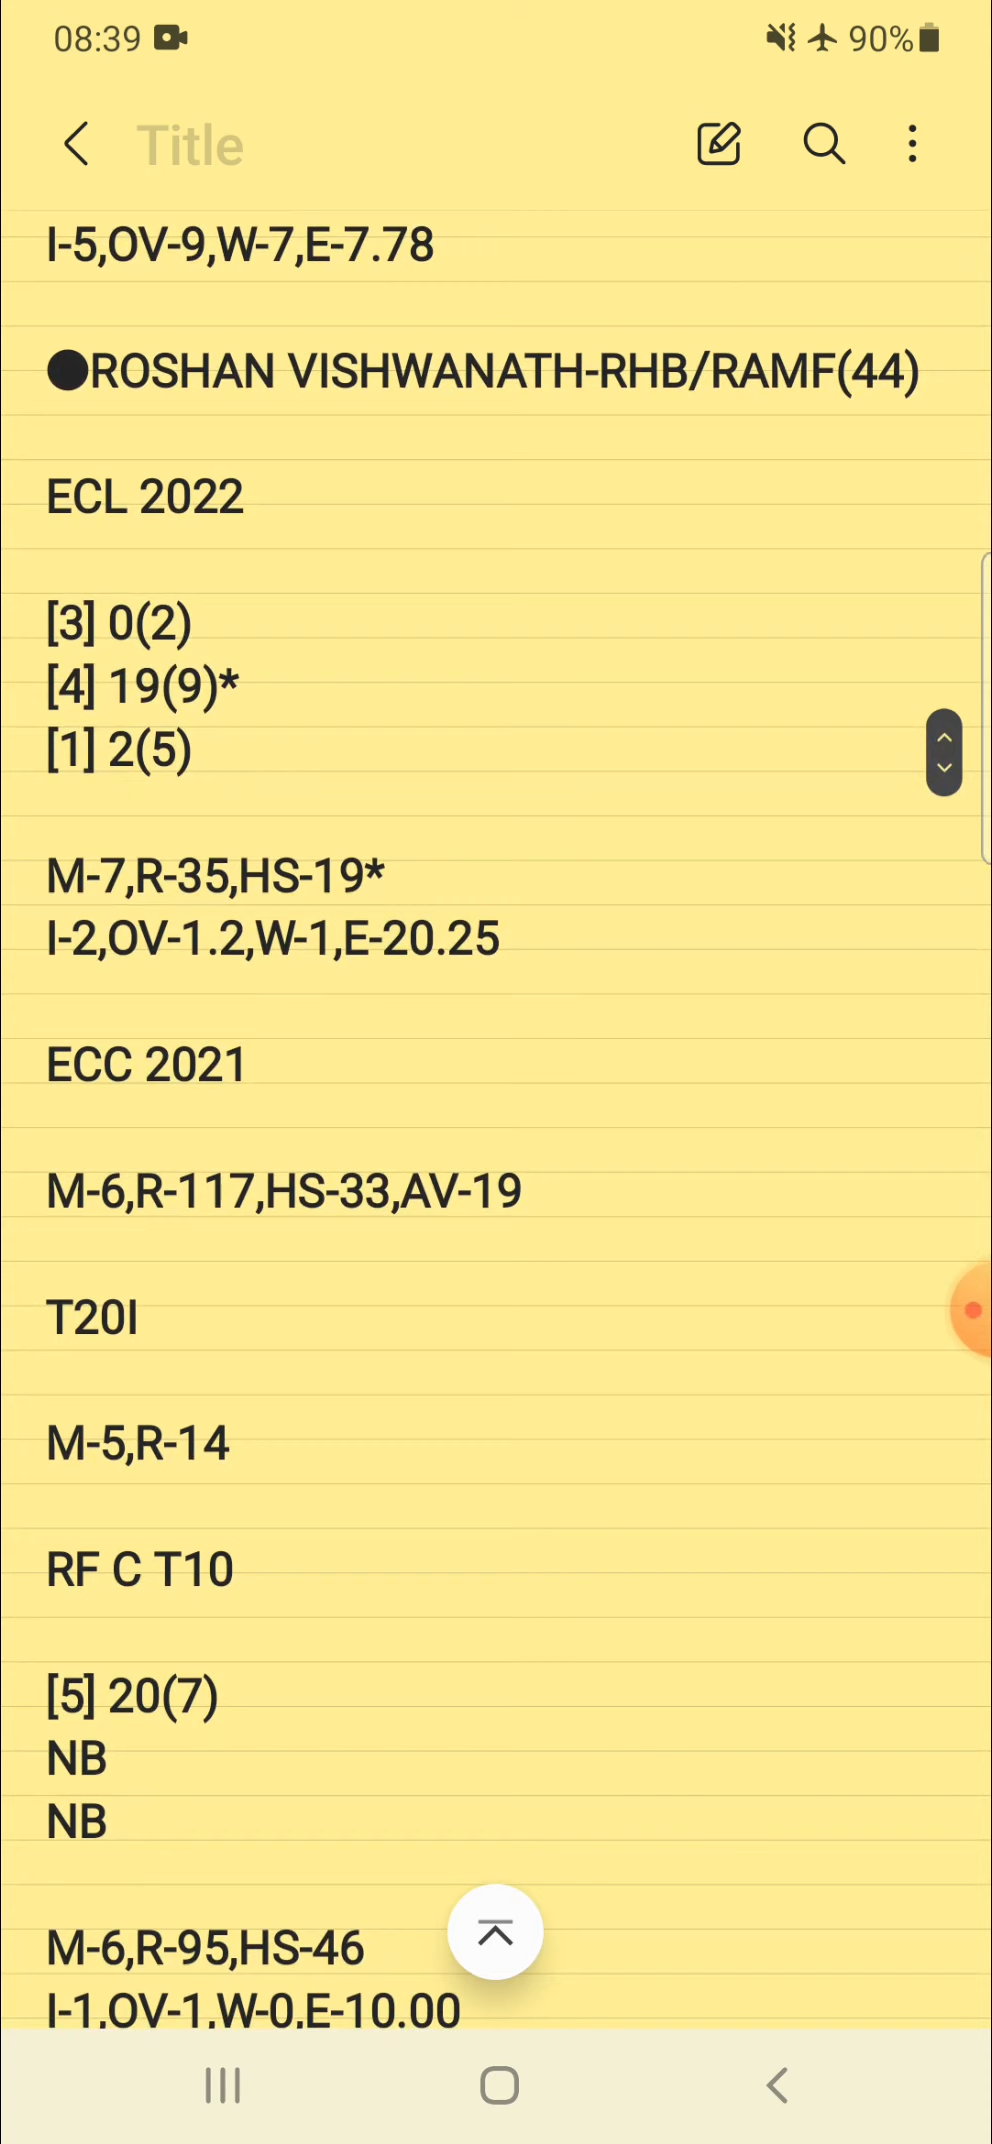 08:39 90%
Title
I-5,OV-9,W-7,E-7.78
●ROSHAN VISHWANATH-RHB/RAMF(44)
ECL 2022
[3] 0(2)
[4] 19(9)*
[1] 2(5)
M-7,R-35,HS-19*
I-2,OV-1.2,W-1,E-20.25
ECC 2021
M-6,R-117,HS-33,AV-19
T20I
M-5,R-14
RF C T10
[5] 20(7)
NB
NB
M-6,R-95,HS-46
I-1,OV-1,W-0,E-10.00